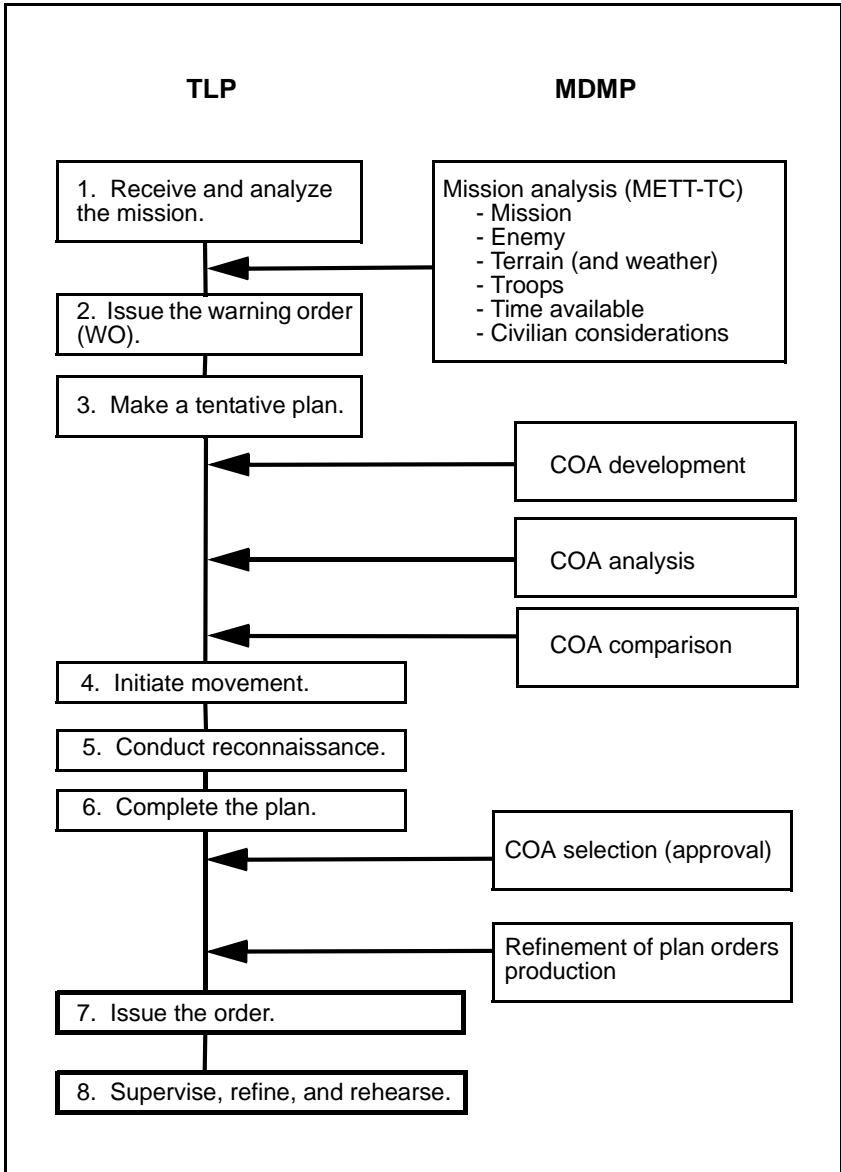 TLP
MDMP
1. Receive and analyze
the mission.
Mission analysis (METT-TC)
- Mission
- Enemy
- Terrain (and weather)
- Troops
- Time available
- Civilian considerations
2. Issue the warning order
(WO).
3. Make a tentative plan.
COA development
COA analysis
COA comparison
4. Initiate movement.
5. Conduct reconnaissance.
6. Complete the plan.
COA selection (approval)
Refinement of plan orders
production
7. Issue the order.
8. Supervise, refine, and rehearse.